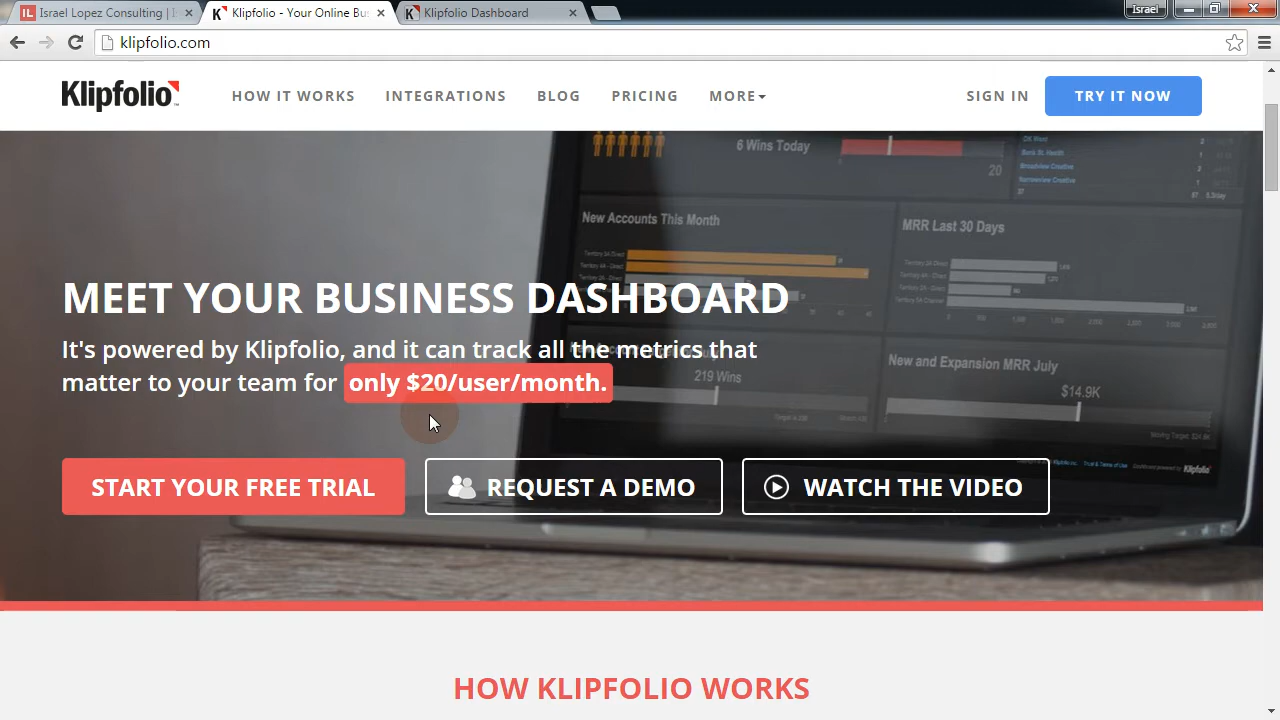 Israel Lopez Consulting | I
Klipfolio - Your Online Bus
Klipfolio Dashboard
Israel
klipfolio.com
Klipfolio
HOW IT WORKS
INTEGRATIONS
BLOG
PRICING
MORE
SIGN IN
TRY IT NOW
6 Wins Today
20
New Accounts This Month
MRR Last 30 Days
MEET YOUR BUSINESS DASHBOARD
It's powered by Klipfolio, and it can track all the metrics that
matter to your team for only $20/user/month.
219 Wins
New and Expansion MRR July
$14.9K
START YOUR FREE TRIAL
REQUEST A DEMO
WATCH THE VIDEO
HOW KLIPFOLIO WORKS